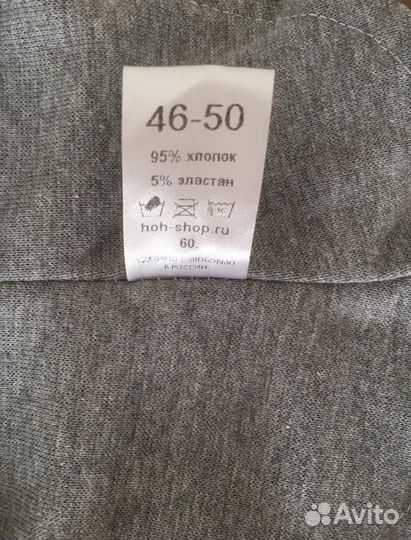 46-50
95% хлопок
5% эластан
hoh-shop.ru
60
СДЕЛАНО С ЛЮБОВЬЮ
В РОССИИ
Avito